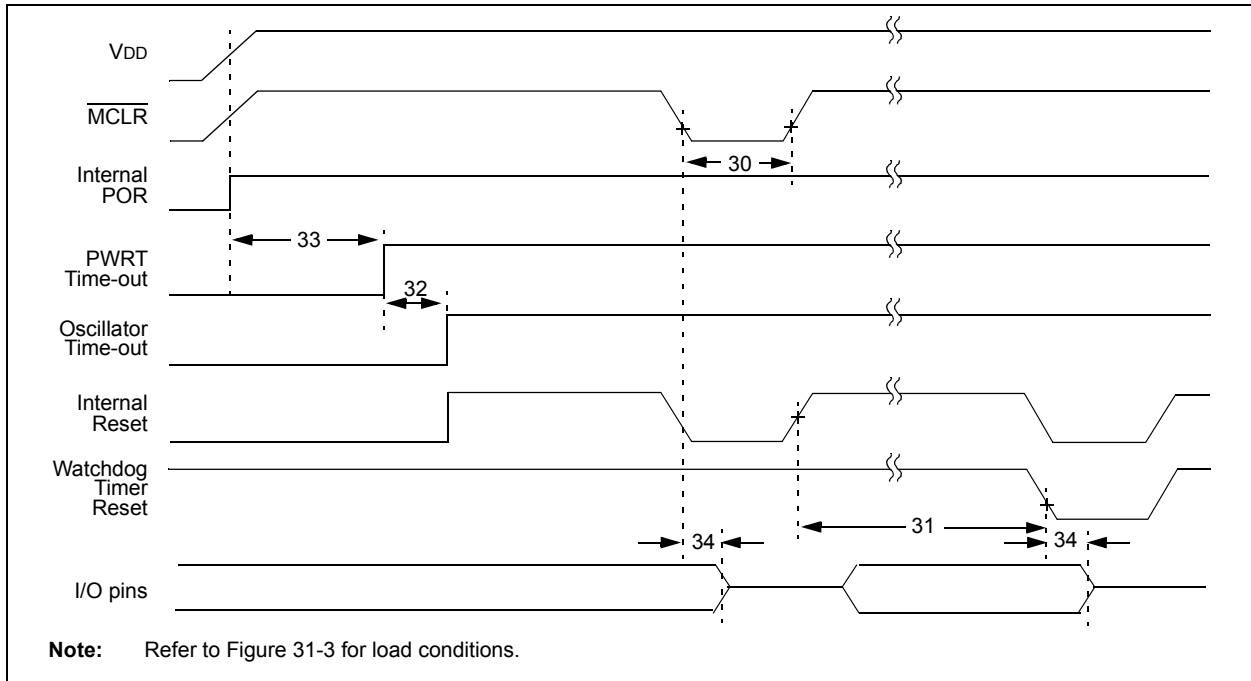 VDD
MCLR
30
Internal
POR
33
PWRT
Time-out
32
Oscillator
Time-out
Internal
Reset
Watchdog
Timer
Reset
31
34
34
I/O pins
Note: Refer to Figure 31-3 for load conditions.